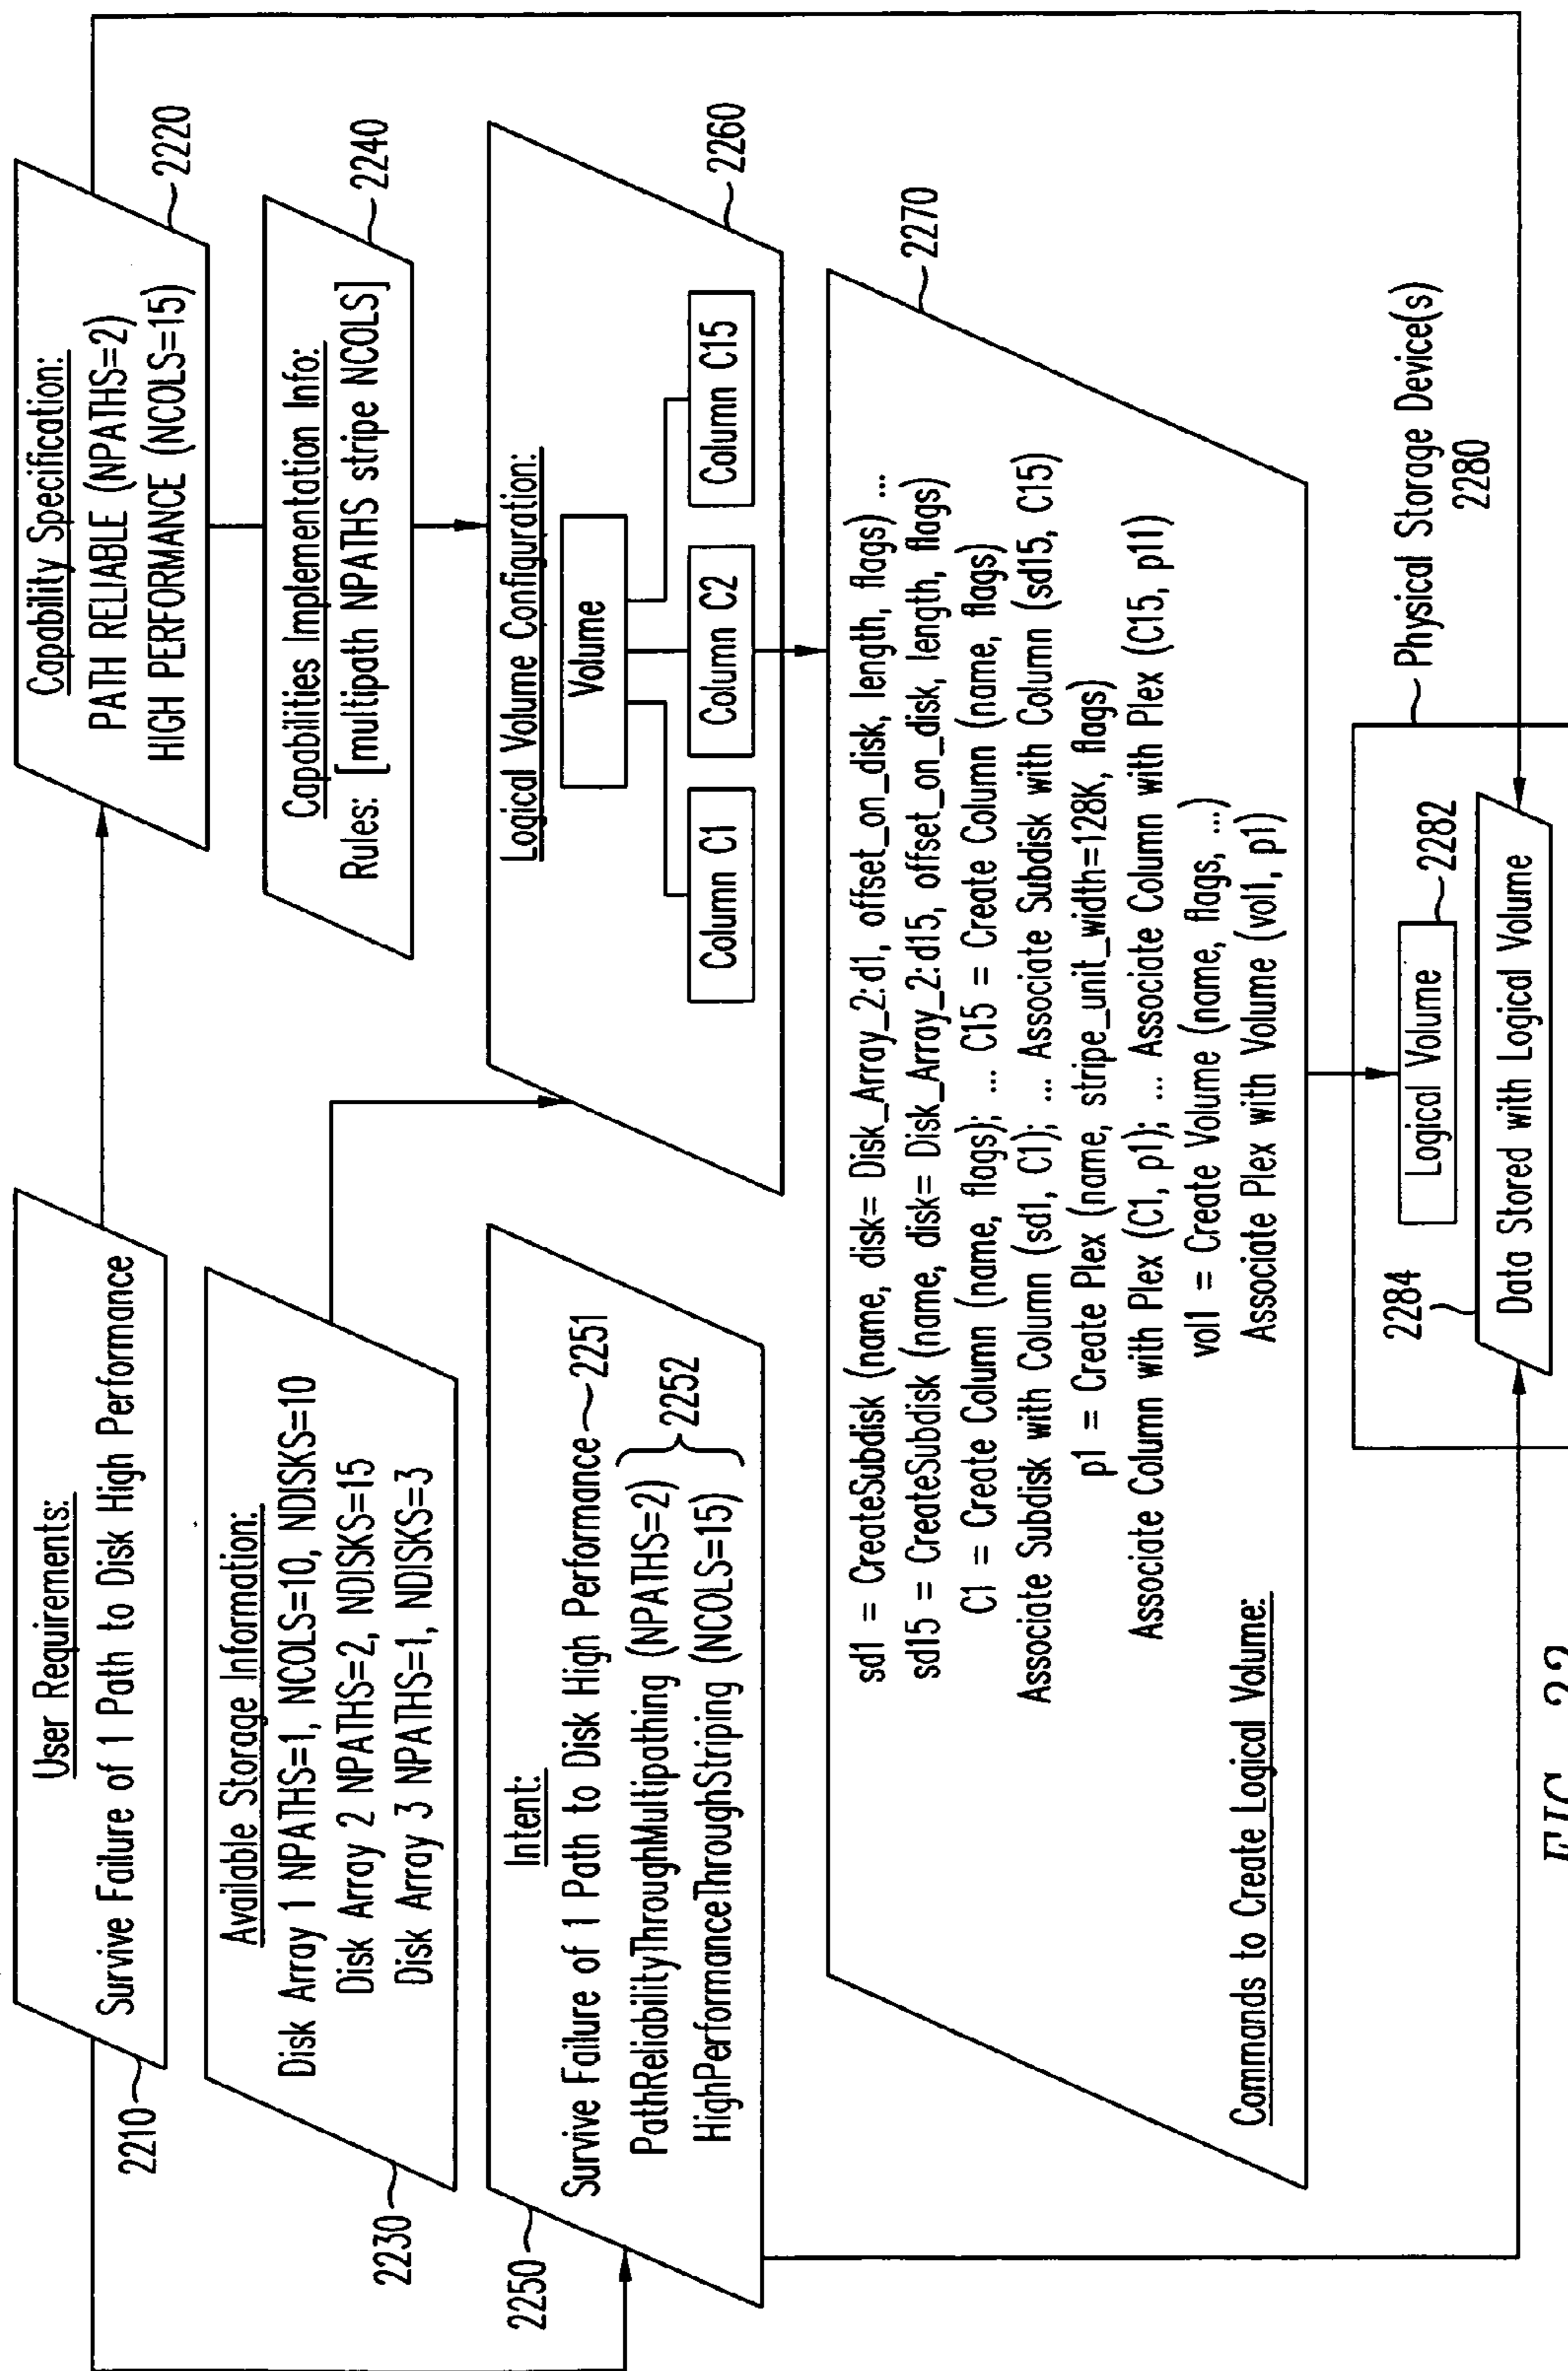 User Requirements:
Survive Failure of 1 Path to Disk High Performance
2210
Capability Specification:
PATH RELIABLE (NPATHS=2)
HIGH PERFORMANCE (NCOLS=15)
2220
Available Storage Information:
Disk Array 1 NPATHS=1, NCOLS=10, NDISKS=10
Disk Array 2 NPATHS=2, NDISKS=15
Disk Array 3 NPATHS=1, NDISKS=3
2230
Capabilities Implementation Info:
Rules: [multipath NPATHS stripe NCOLS]
2240
Intent:
Survive Failure of 1 Path to Disk High Performance
2251
PathReliabilityThroughMultipathing (NPATHS=2)
HighPerformanceThroughStriping (NCOLS=15)
2252
2250
Logical Volume Configuration:
Volume
Column C1
Column C2
Column C15
2260
sd1 = CreateSubdisk (name, disk= Disk_Array_2:d1, offset_on_disk, length, flags) ...
sd15 = CreateSubdisk (name, disk= Disk_Array_2:d15, offset_on_disk, length, flags)
C1 = Create Column (name, flags); ... C15 = Create Column (name, flags)
Associate Subdisk with Column (sd1, C1); ... Associate Subdisk with Column (sd15, C15)
p1 = Create Plex (name, stripe_unit_width=128K, flags)
Associate Column with Plex (C1, p1); ... Associate Column with Plex (C15, p11)
vol1 = Create Volume (name, flags, ...)
Associate Plex with Volume (vol1, p1)
Commands to Create Logical Volume:
2270
Physical Storage Device(s)
2280
Logical Volume
2282
2284
Data Stored with Logical Volume